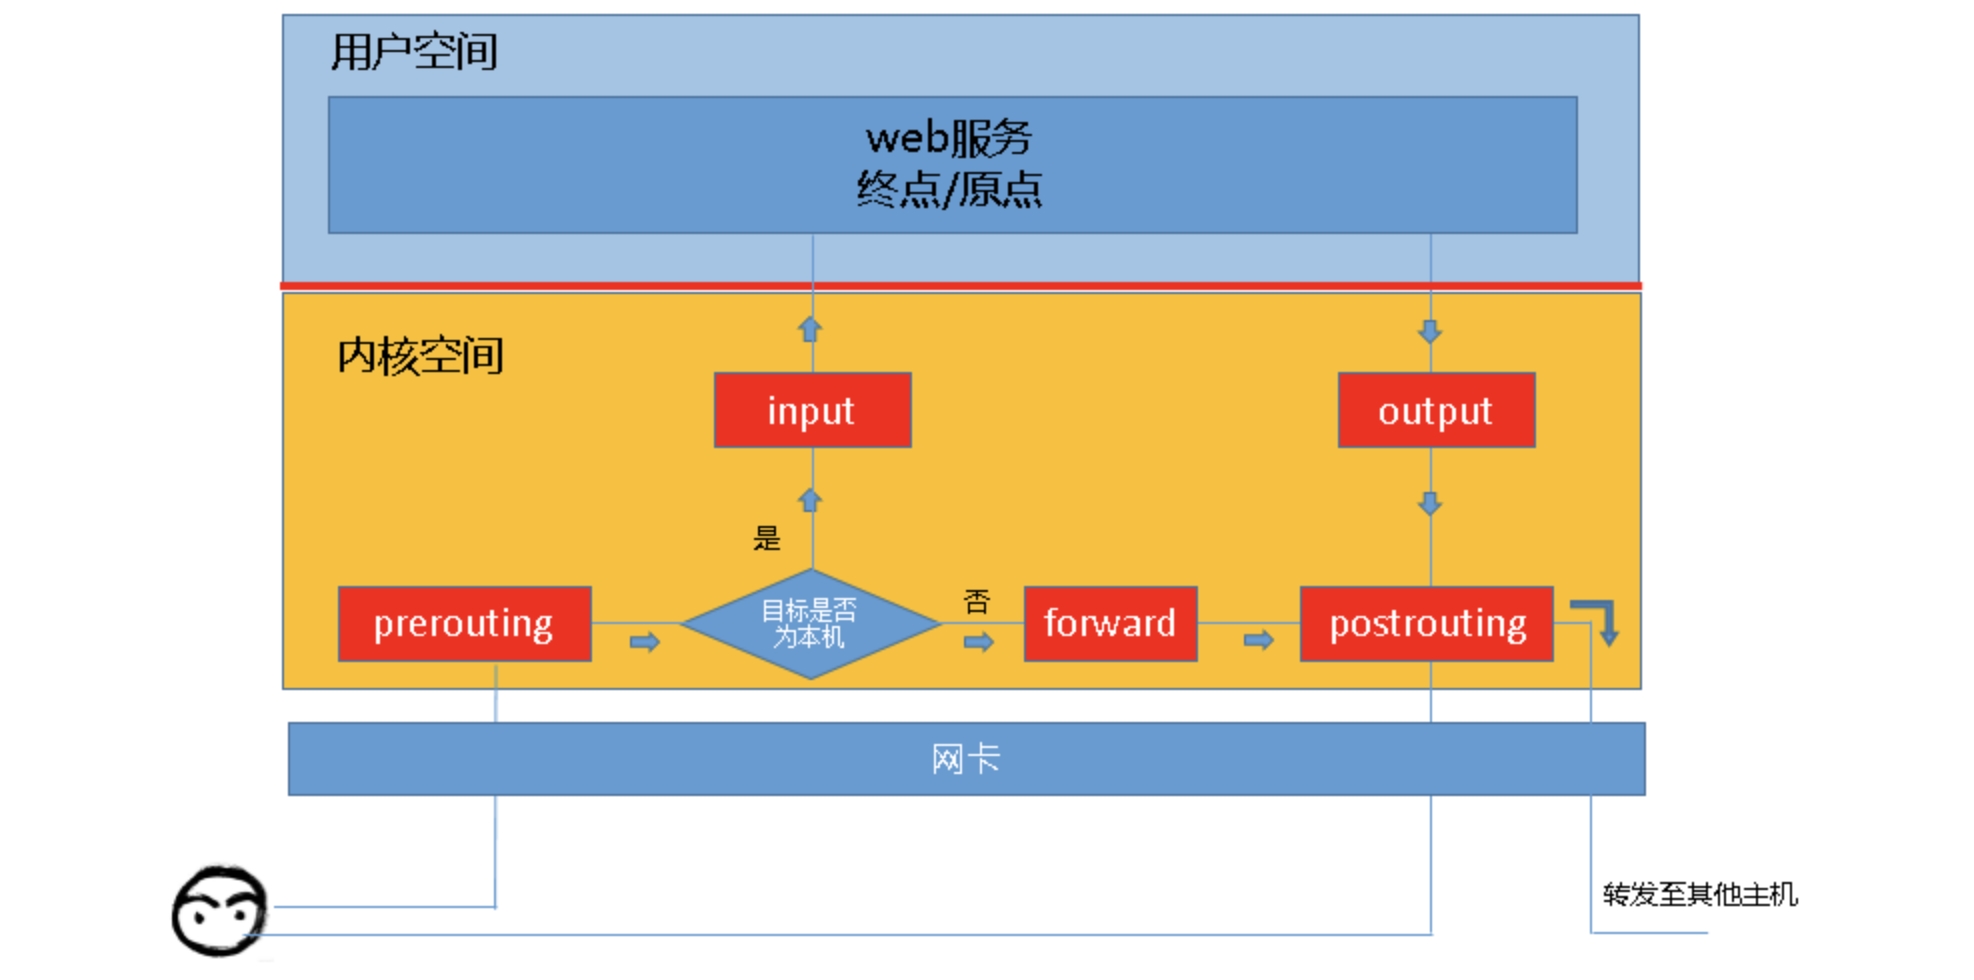 用户空间
web服务
终点/原点
内核空间
input
output
是
prerouting
目标是否
为本机
否
forward
postrouting
网卡
转发至其他主机